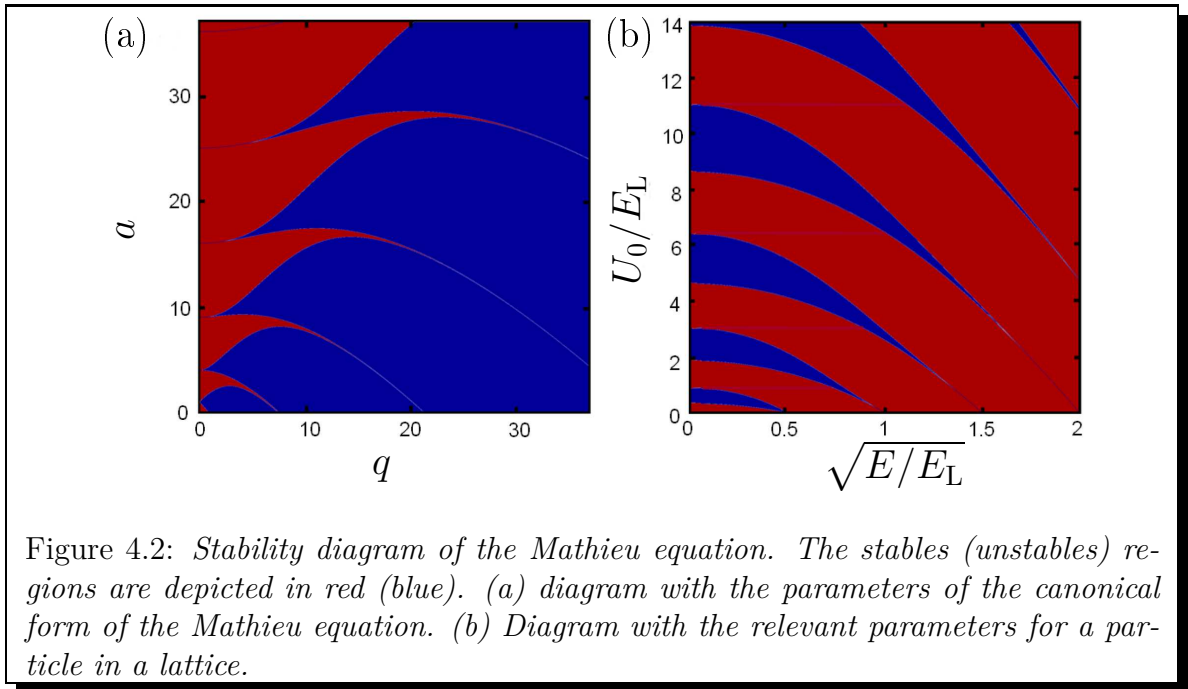 (a)
(b)
30
20
10
0
a
0 10 20 30
q
14
12
10
8
6
4
2
0
U₀/E_L
0 0.5 1 1.5 2
√E/E_L
Figure 4.2: Stability diagram of the Mathieu equation. The stables (unstables) re-
gions are depicted in red (blue). (a) diagram with the parameters of the canonical
form of the Mathieu equation. (b) Diagram with the relevant parameters for a par-
ticle in a lattice.